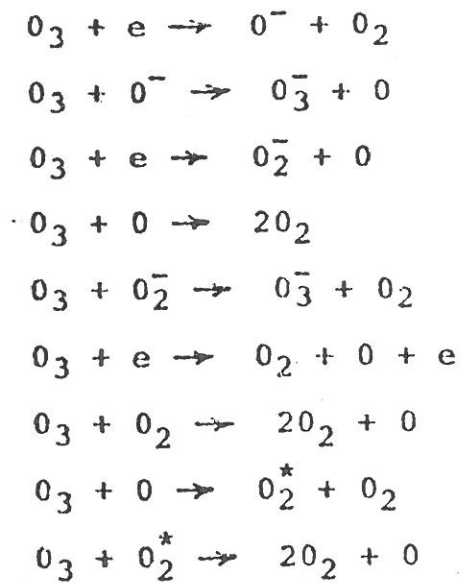 O₃ + e → O⁻ + O₂
O₃ + O⁻ → O₃⁻ + O
O₃ + e → O₂⁻ + O
O₃ + O → 2O₂
O₃ + O₂⁻ → O₃⁻ + O₂
O₃ + e → O₂ + O + e
O₃ + O₂ → 2O₂ + O
O₃ + O → O₂* + O₂
O₃ + O₂* → 2O₂ + O